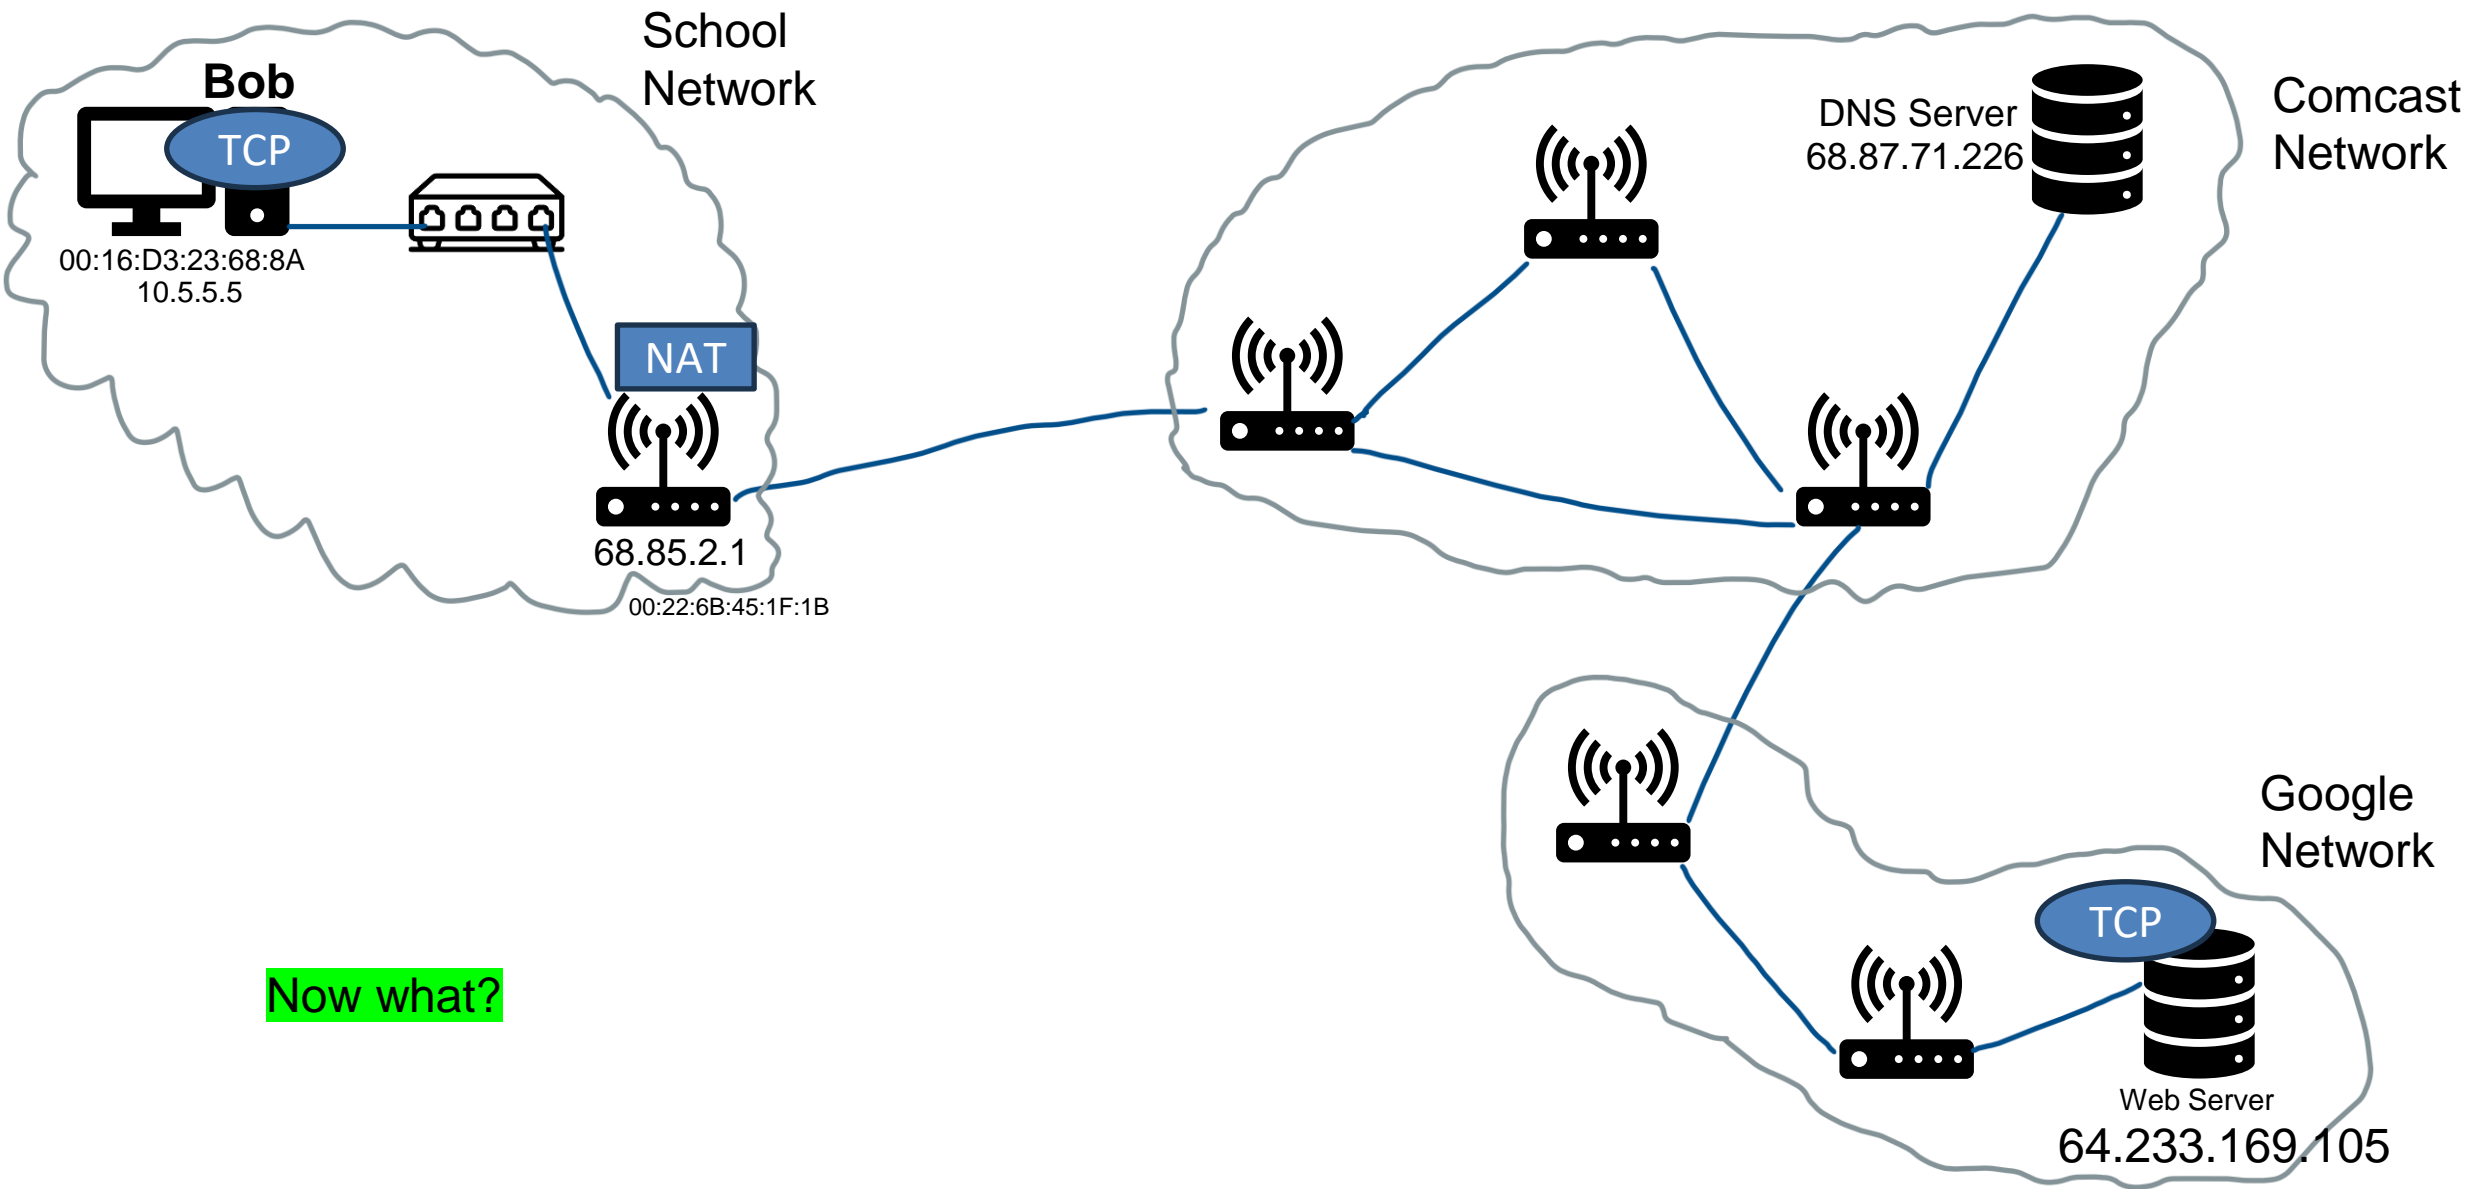 School
Network
Bob
TCP
00:16:D3:23:68:8A
10.5.5.5
NAT
68.85.2.1
00:22:6B:45:1F:1B
DNS Server
68.87.71.226
Comcast
Network
Google
Network
TCP
Web Server
64.233.169.105
Now what?